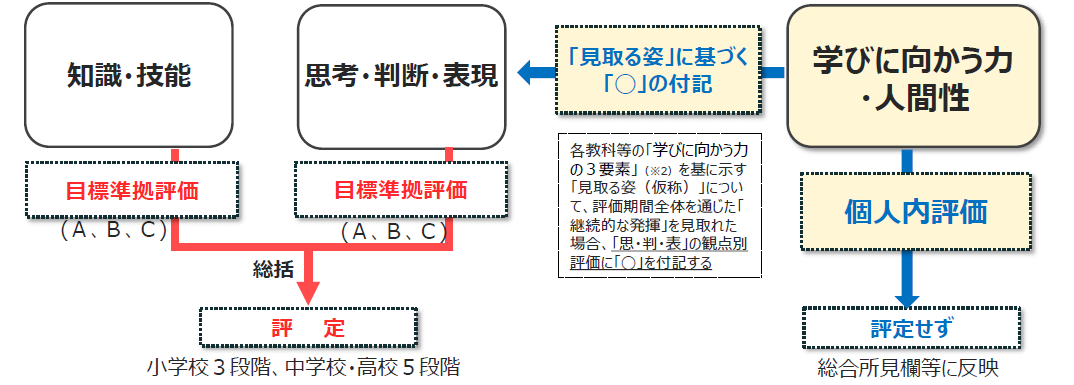 知識・技能
目標準拠評価
(A、B、C)
思考・判断・表現
目標準拠評価
(A、B、C)
総括
評　定
小学校３段階、中学校・高校５段階
「見取る姿」に基づく
「○」の付記
各教科等の「学びに向かう力
の３要素」(※2) を基に示す
「見取る姿（仮称）」につい
て、評価期間全体を通じた「
継続的な発揮」を見取れた
場合、「思・判・表」の観点別
評価に「○」を付記する
学びに向かう力
・人間性
個人内評価
評定せず
総合所見欄等に反映